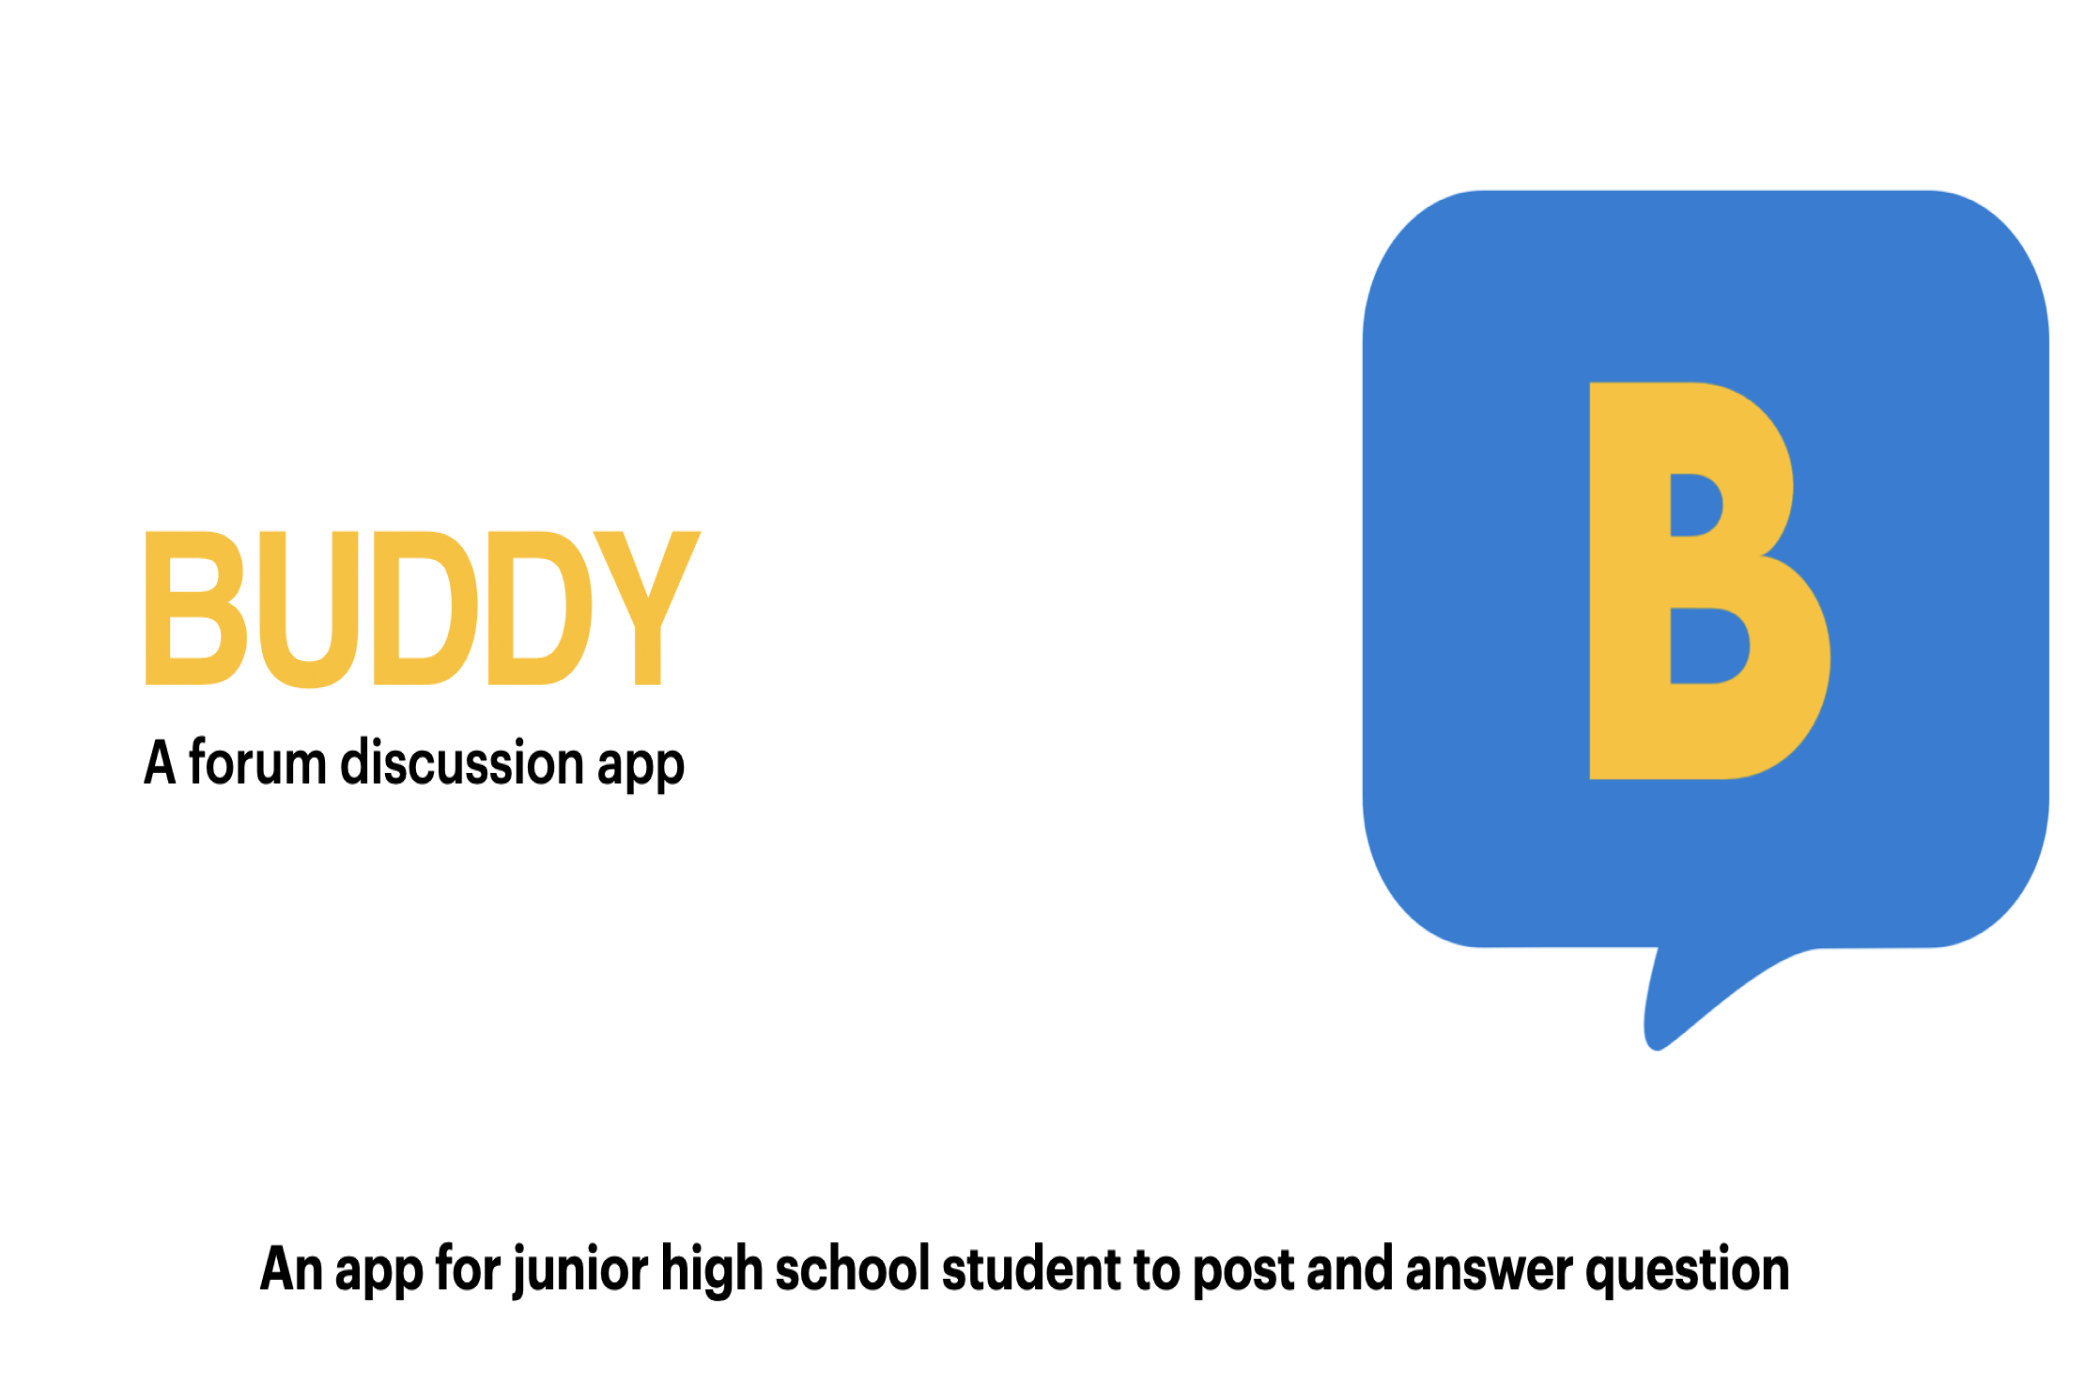 BUDDY
A forum discussion app
B
An app for junior high school student to post and answer question